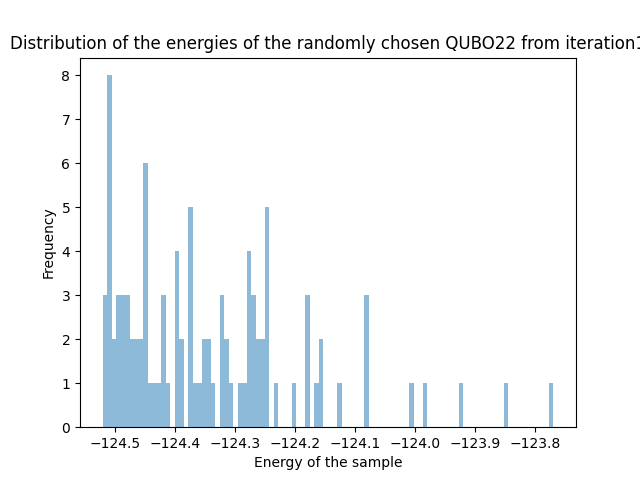 Distribution of the energies of the randomly chosen QUBO22 from iteration1
8
7
6
5
4
3
2
1
0
Frequency
−124.5 −124.4 −124.3 −124.2 −124.1 −124.0 −123.9 −123.8
Energy of the sample